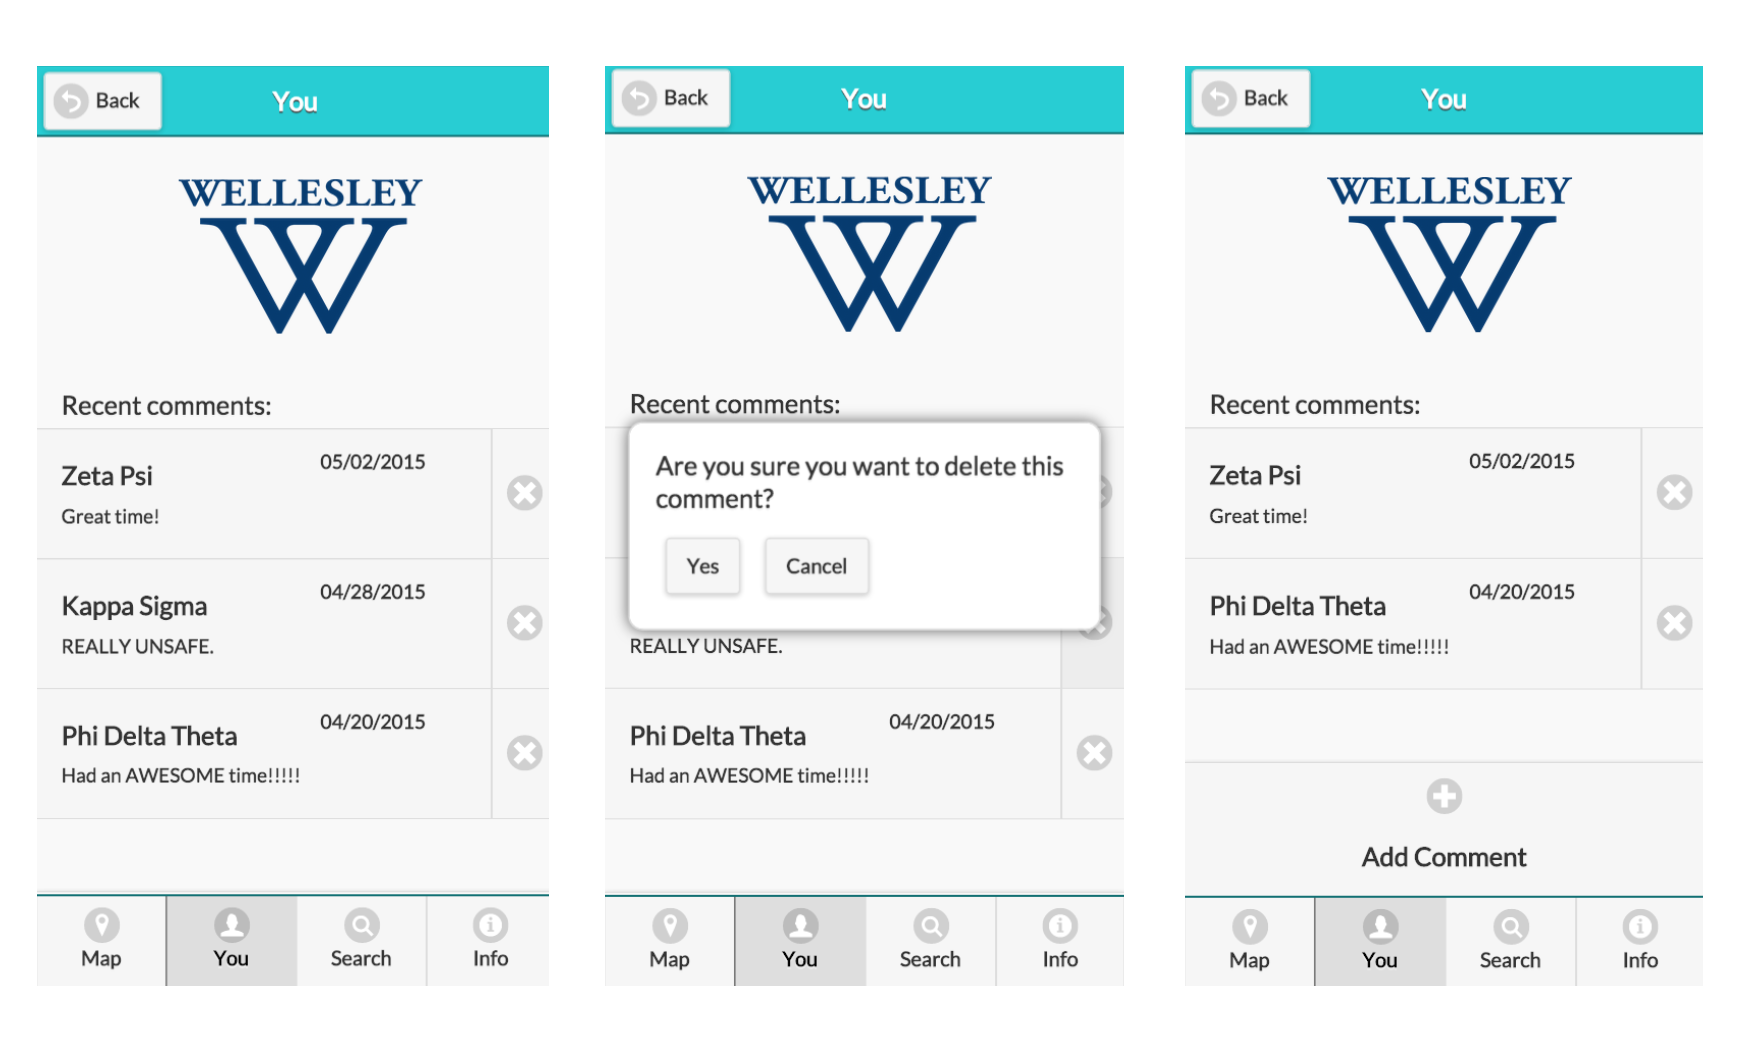 Back
You
WELLESLEY
W
Recent comments:
Zeta Psi
05/02/2015
Great time!
Kappa Sigma
04/28/2015
REALLY UNSAFE.
Phi Delta Theta
04/20/2015
Had an AWESOME time!!!!!
Map
You
Search
Info
Back
You
WELLESLEY
W
Recent comments:
Are you sure you want to delete this
comment?
Yes
Cancel
REALLY UNSAFE.
Phi Delta Theta
04/20/2015
Had an AWESOME time!!!!!
Map
You
Search
Info
Back
You
WELLESLEY
W
Recent comments:
Zeta Psi
05/02/2015
Great time!
Phi Delta Theta
04/20/2015
Had an AWESOME time!!!!!
Add Comment
Map
You
Search
Info